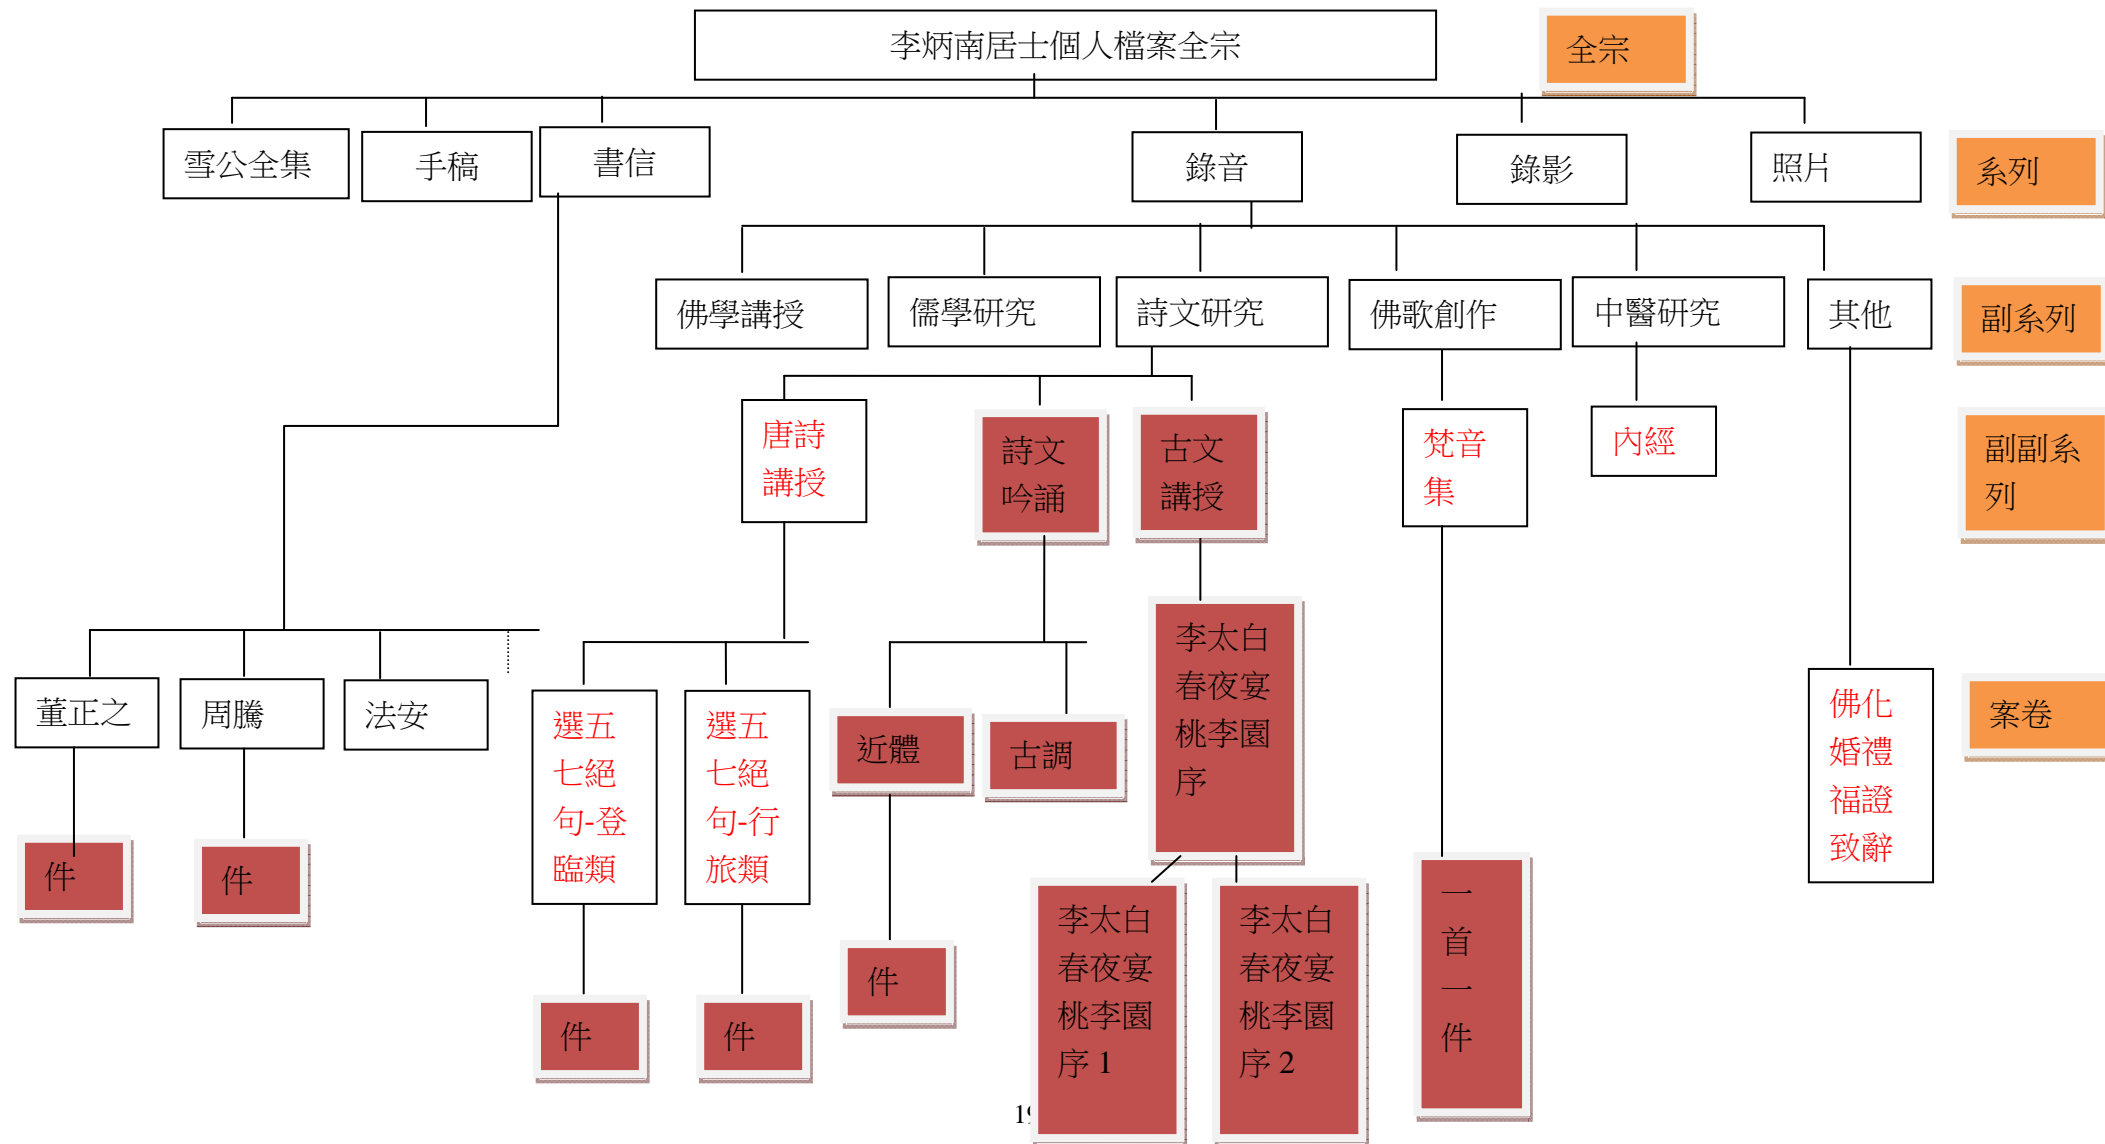 李炳南居士個人檔案全宗
全宗
雪公全集
手稿
書信
錄音
錄影
照片
系列
佛學講授
儒學研究
詩文研究
佛歌創作
中醫研究
其他
副系列
唐詩
講授
詩文
吟誦
古文
講授
梵音
集
內經
副副系
列
董正之
周騰
法安
選五
七絕
句-登
臨類
選五
七絕
句-行
旅類
近體
古調
李太白
春夜宴
桃李園
序
佛化
婚禮
福證
致辭
案卷
件
件
件
件
件
李太白
春夜宴
桃李園
序 1
李太白
春夜宴
桃李園
序 2
一
首
一
件